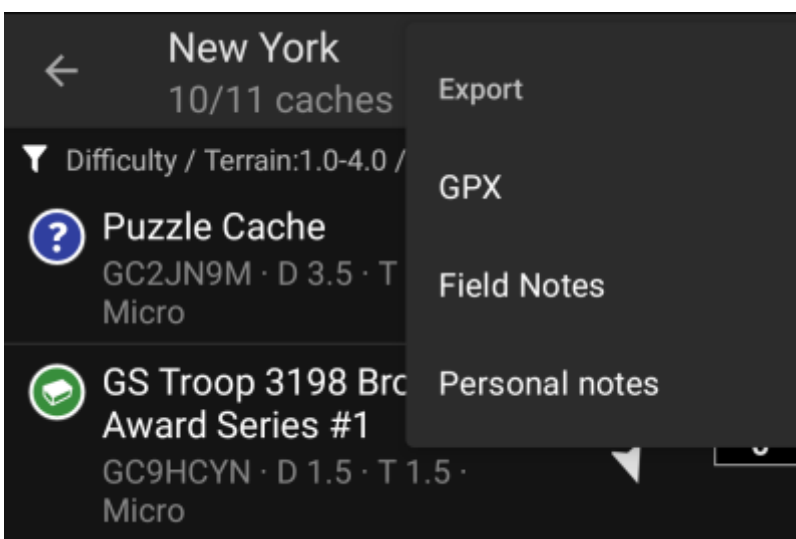 New York
10/11 caches
Difficulty / Terrain:1.0-4.0 /
?
Puzzle Cache
GC2JN9M · D 3.5 · T
Micro
GS Troop 3198 Bro
Award Series #1
GC9HCYN · D 1.5 · T 1.5 ·
Micro
Export
GPX
Field Notes
Personal notes